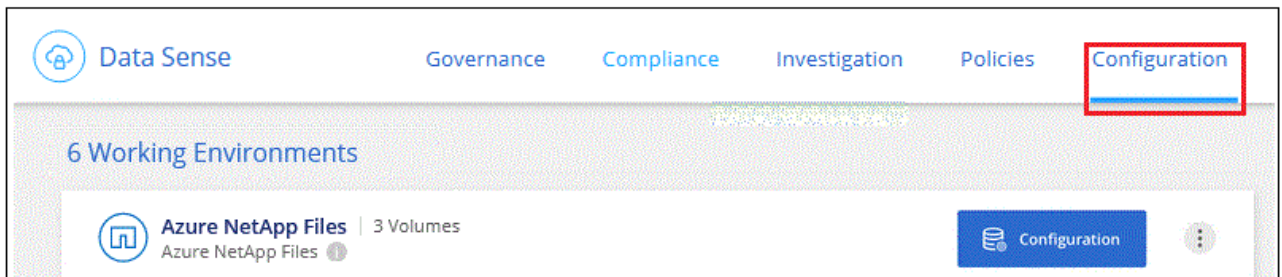 Data Sense Governance Compliance Investigation Policies Configuration
6 Working Environments
Azure NetApp Files 3 Volumes
Azure NetApp Files
Configuration